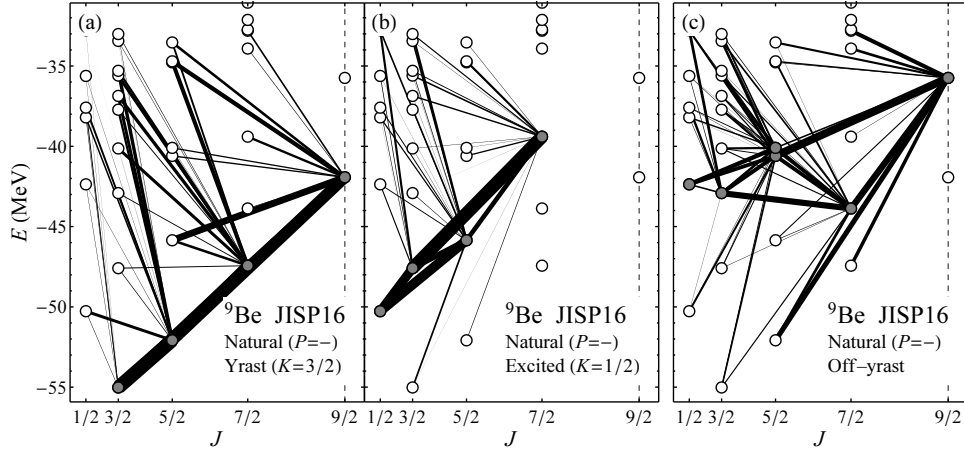 (a)
(b)
(c)
−35
−40
−45
−50
−55
E (MeV)
⁹Be JISP16
Natural (P=−)
Yrast (K=3/2)
⁹Be JISP16
Natural (P=−)
Excited (K=1/2)
⁹Be JISP16
Natural (P=−)
Off−yrast
1/2 3/2 5/2 7/2 9/2
1/2 3/2 5/2 7/2 9/2
1/2 3/2 5/2 7/2 9/2
J
J
J